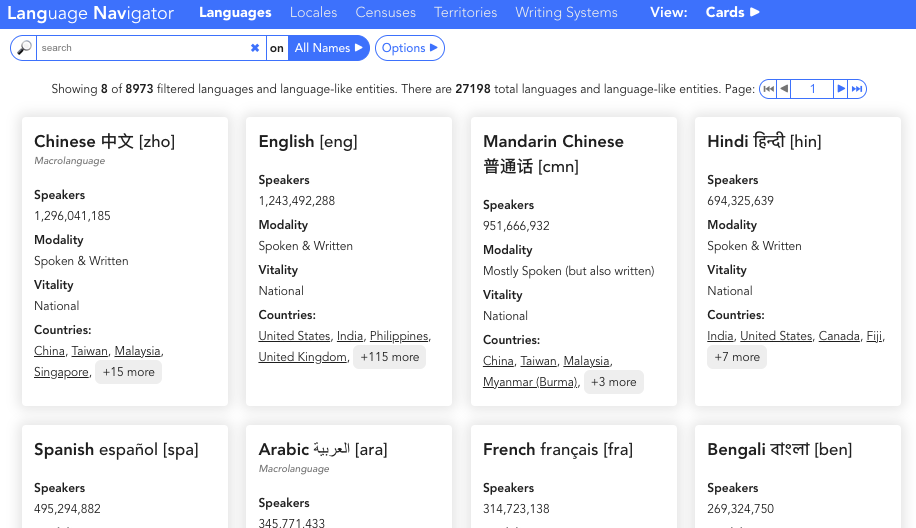 Language Navigator Languages Locales Censuses Territories Writing Systems View: Cards ▶
search ✖ on All Names ▶ Options ▶
Showing 8 of 8973 filtered languages and language-like entities. There are 27198 total languages and language-like entities. Page: ⏮ ◀ 1 ▶ ⏭
Chinese 中文 [zho]
Macrolanguage
Speakers
1,296,041,185
Modality
Spoken & Written
Vitality
National
Countries:
China, Taiwan, Malaysia,
Singapore, +15 more
English [eng]
Speakers
1,243,492,288
Modality
Spoken & Written
Vitality
National
Countries:
United States, India, Philippines,
United Kingdom, +115 more
Mandarin Chinese
普通话 [cmn]
Speakers
951,666,932
Modality
Mostly Spoken (but also written)
Vitality
National
Countries:
China, Taiwan, Malaysia,
Myanmar (Burma), +3 more
Hindi हिन्दी [hin]
Speakers
694,325,639
Modality
Spoken & Written
Vitality
National
Countries:
India, United States, Canada, Fiji,
+7 more
Spanish español [spa]
Speakers
495,294,882
Arabic العربية [ara]
Macrolanguage
Speakers
345,771,433
French français [fra]
Speakers
314,723,138
Bengali বাংলা [ben]
Speakers
269,324,750